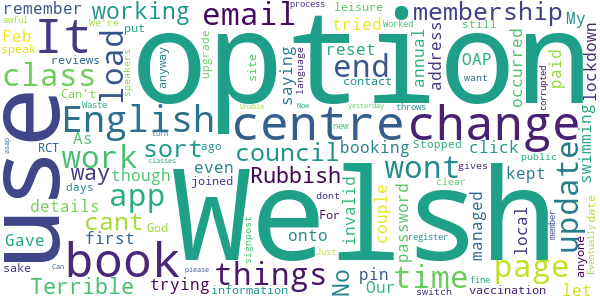 remember
working
email
membership
leisure
process
Worked
annual
address
OAP
My
awful
We're
speak
Feb
It
load
put
tried
reviews
speakers
upgrade
site
saying
end
reset
language
contact
still
want
paid
occurred
corrupted
lockdown
class
Can't
anyway
option
throws
Waste
Unable
Now
yesterday
use
English
As
RCT
turn
centre
change
work
way
sort
ago
council
booking
Stopped
click
new
public
swimming
though
classes
even
dont
wont
kept
asap
days
cant
God
joined
Rubbish
couple
gives
update
details
app
onto
invalid
password
clear
local
anyone
Gave
first
Welsh
For
managed
member
date
book
things
No
Our
register
page
Eventually
sake
Terrible
Can
trying
please
information
signpost
Just
pin
time
switch
fine
vaccination
let